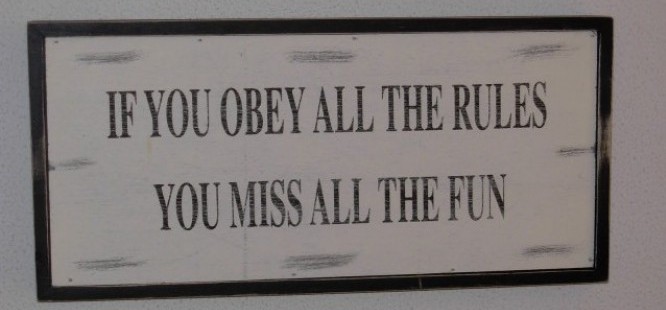 IF YOU OBEY ALL THE RULES
YOU MISS ALL THE FUN